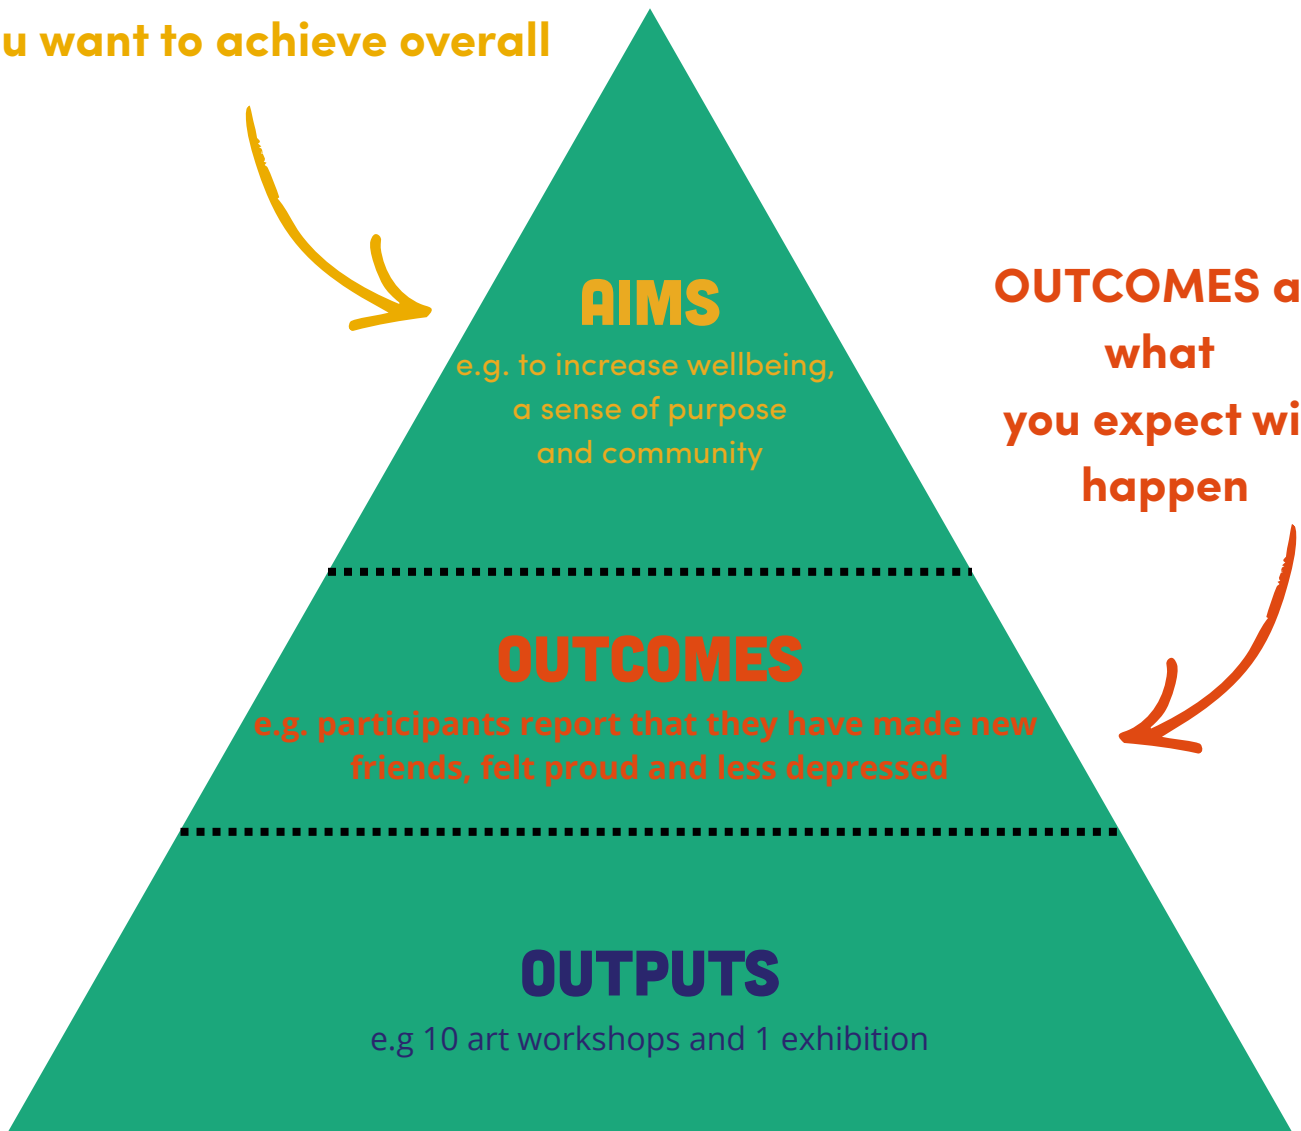 u want to achieve overall
AIMS
e.g. to increase wellbeing,
a sense of purpose
and community
OUTCOMES a
what
you expect wi
happen
OUTCOMES
e.g. participants report that they have made new
friends, felt proud and less depressed
OUTPUTS
e.g 10 art workshops and 1 exhibition